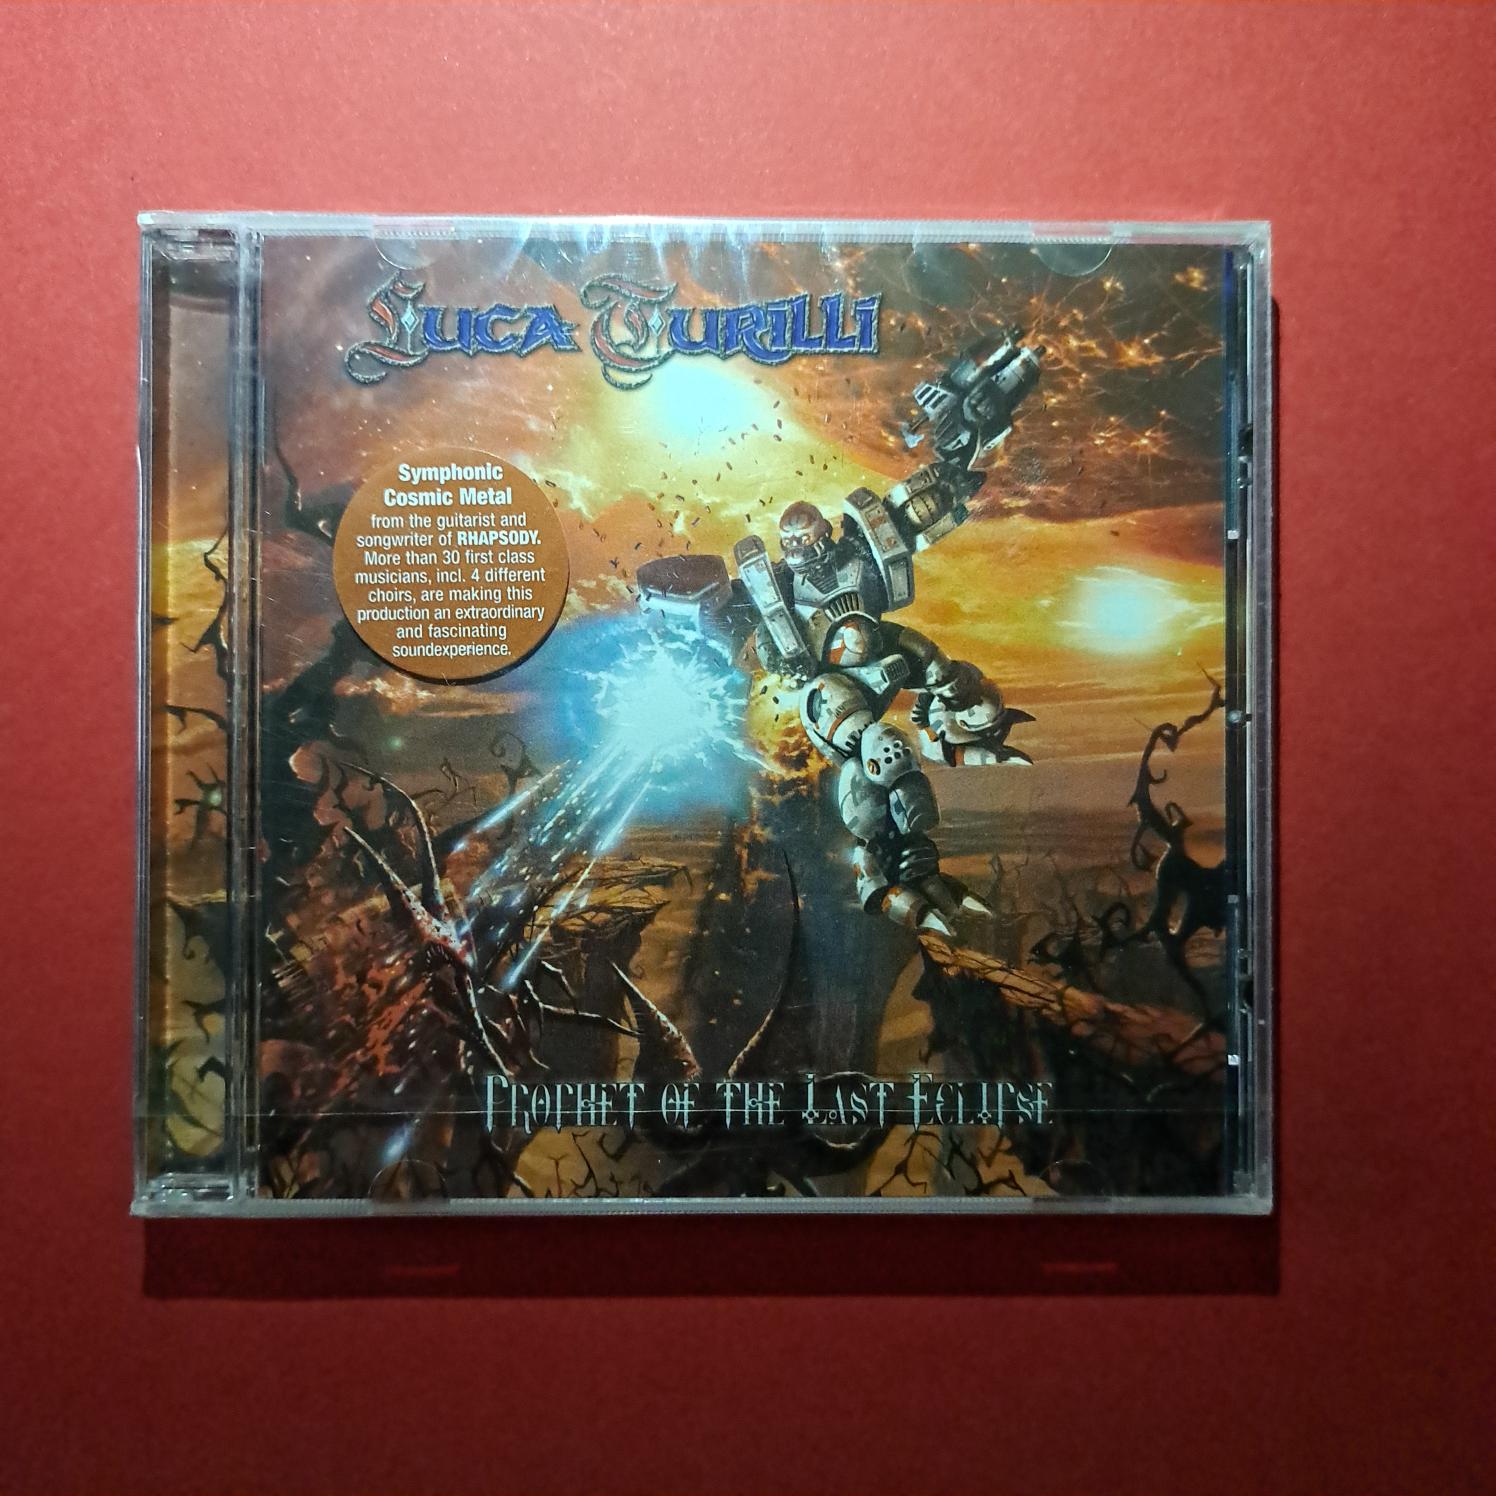 Luca Turilli
Symphonic
Cosmic Metal
from the guitarist and
songwriter of RHAPSODY.
More than 30 first class
musicians, incl. 4 different
choirs, are making this
production an extraordinary
and fascinating
soundexperience.
Prophet of the Last Eclipse